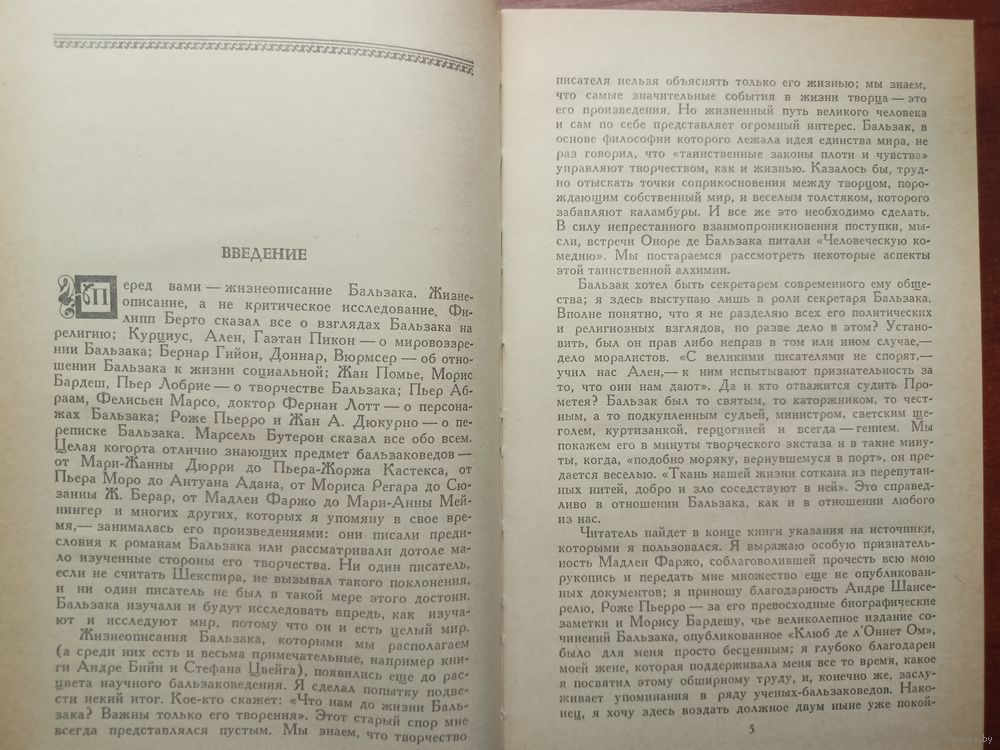 ВВЕДЕНИЕ
Перед вами — жизнеописание Бальзака. Жизне-
описание, а не критическое исследование. Фи-
липп Берто сказал все о взглядах Бальзака на
религию; Курциус, Ален, Гаэтан Пикон — о мировоззре-
нии Бальзака; Бернар Гийон, Доннар, Вюрмсер — об отно-
шении Бальзака к жизни социальной; Жан Помье, Морис
Бардеш, Пьер Лобрие — о творчестве Бальзака; Пьер Аб-
раам, Фелисьен Марсо, доктор Фернан Лотт — о персона-
жах Бальзака; Роже Пьерро и Жан А. Дюкурно — о пе-
реписке Бальзака. Марсель Бутерон сказал все обо всем.
Целая когорта отлично знающих предмет бальзаковедов —
от Мари-Жанны Дюрри до Пьера-Жоржа Кастекса, от
Пьера Моро до Антуана Адана, от Мориса Регара до Сю-
занны Ж. Берар, от Мадлен Фаржо до Мари-Анны Мей-
нингер и многих других, которых я упомяну в свое вре-
мя,— занималась его произведениями: они писали преди-
словия к романам Бальзака или рассматривали дотоле ма-
ло изученные стороны его творчества. Ни один писатель,
если не считать Шекспира, не вызывал такого поклонения,
и ни один писатель не был в такой мере этого достоин.
Бальзака изучали и будут исследовать впредь, как изуча-
ют и исследуют мир, потому что он и есть целый мир.
Жизнеописания Бальзака, которыми мы располагаем
(а среди них есть и весьма примечательные, например кни-
ги Андре Бийи и Стефана Цвейга), появились еще до рас-
цвета научного бальзаковедения. Я сделал попытку подве-
сти некий итог. Кое-кто скажет: «Что нам до жизни Баль-
зака? Важны только его творения». Этот старый спор мне
всегда представлялся пустым. Мы знаем, что творчество
писателя нельзя объяснять только его жизнью; мы знаем,
что самые значительные события в жизни творца — это
его произведения. Но жизненный путь великого человека
и сам по себе представляет огромный интерес. Бальзак, в
основе философии которого лежала идея единства мира, не
раз говорил, что «таинственные законы плоти и чувства»
управляют творчеством, как и жизнью. Казалось бы, труд-
но отыскать точки соприкосновения между творцом, поро-
ждающим собственный мир, и веселым толстяком, которого
забавляют каламбуры. И все же это необходимо сделать.
В силу непрестанного взаимопроникновения поступки, мы-
сли, встречи Оноре де Бальзака питали «Человеческую ко-
медию». Мы постараемся рассмотреть некоторые аспекты
этой таинственной алхимии.
Бальзак хотел быть секретарем современного ему обще-
ства; я здесь выступаю лишь в роли секретаря Бальзака.
Вполне понятно, что я не разделяю всех его политических
и религиозных взглядов, но разве дело в этом? Устано-
вить, был он прав либо неправ в том или ином случае,—
дело моралистов. «С великими писателями не спорят,—
учил нас Ален,— к ним испытывают признательность за
то, что они нам дают». Да и кто отважится судить Про-
метея? Бальзак был то святым, то каторжником, то чест-
ным, а то подкупленным судьей, министром, светским ще-
голем, куртизанкой, герцогиней и всегда — гением. Мы
покажем его в минуты творческого экстаза и в такие мину-
ты, когда, «подобно моряку, вернувшемуся в порт», он пре-
дается веселью. «Ткань нашей жизни соткана из перепутан-
ных нитей, добро и зло соседствуют в ней». Это справед-
ливо в отношении Бальзака, как и в отношении любого
из нас.
Читатель найдет в конце книги указания на источники,
которыми я пользовался. Я выражаю особую признатель-
ность Мадлен Фаржо, соблаговолившей прочесть всю мою
рукопись и передать мне множество еще не опубликован-
ных документов; я приношу благодарность Андре Шансе-
релю, Роже Пьерро — за его превосходные биографические
заметки и Морису Бардешу, чье великолепное издание со-
чинений Бальзака, опубликованное «Клюб де л'Оннет Ом»,
было для меня просто бесценным; я глубоко благодарен
моей жене, которая поддерживала меня все то время, какое
я посвятил этому обширному труду, и, конечно же, заслу-
живает упоминания в ряду ученых-бальзаковедов. Нако-
нец, я хочу здесь воздать должное двум ныне уже покой-
5
www.ay.by